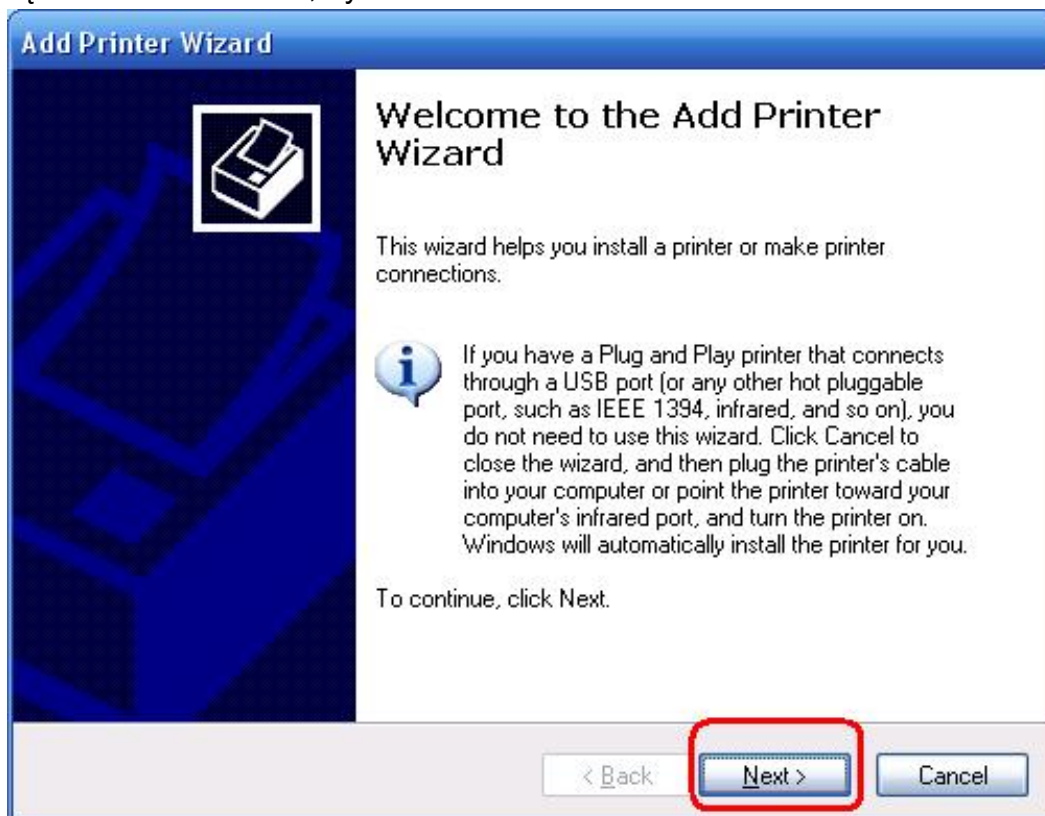 Add Printer Wizard
Welcome to the Add Printer
Wizard
This wizard helps you install a printer or make printer
connections.
If you have a Plug and Play printer that connects
through a USB port (or any other hot pluggable
port, such as IEEE 1394, infrared, and so on), you
do not need to use this wizard. Click Cancel to
close the wizard, and then plug the printer's cable
into your computer or point the printer toward your
computer's infrared port, and turn the printer on.
Windows will automatically install the printer for you.
To continue, click Next.
< Back
Next >
Cancel